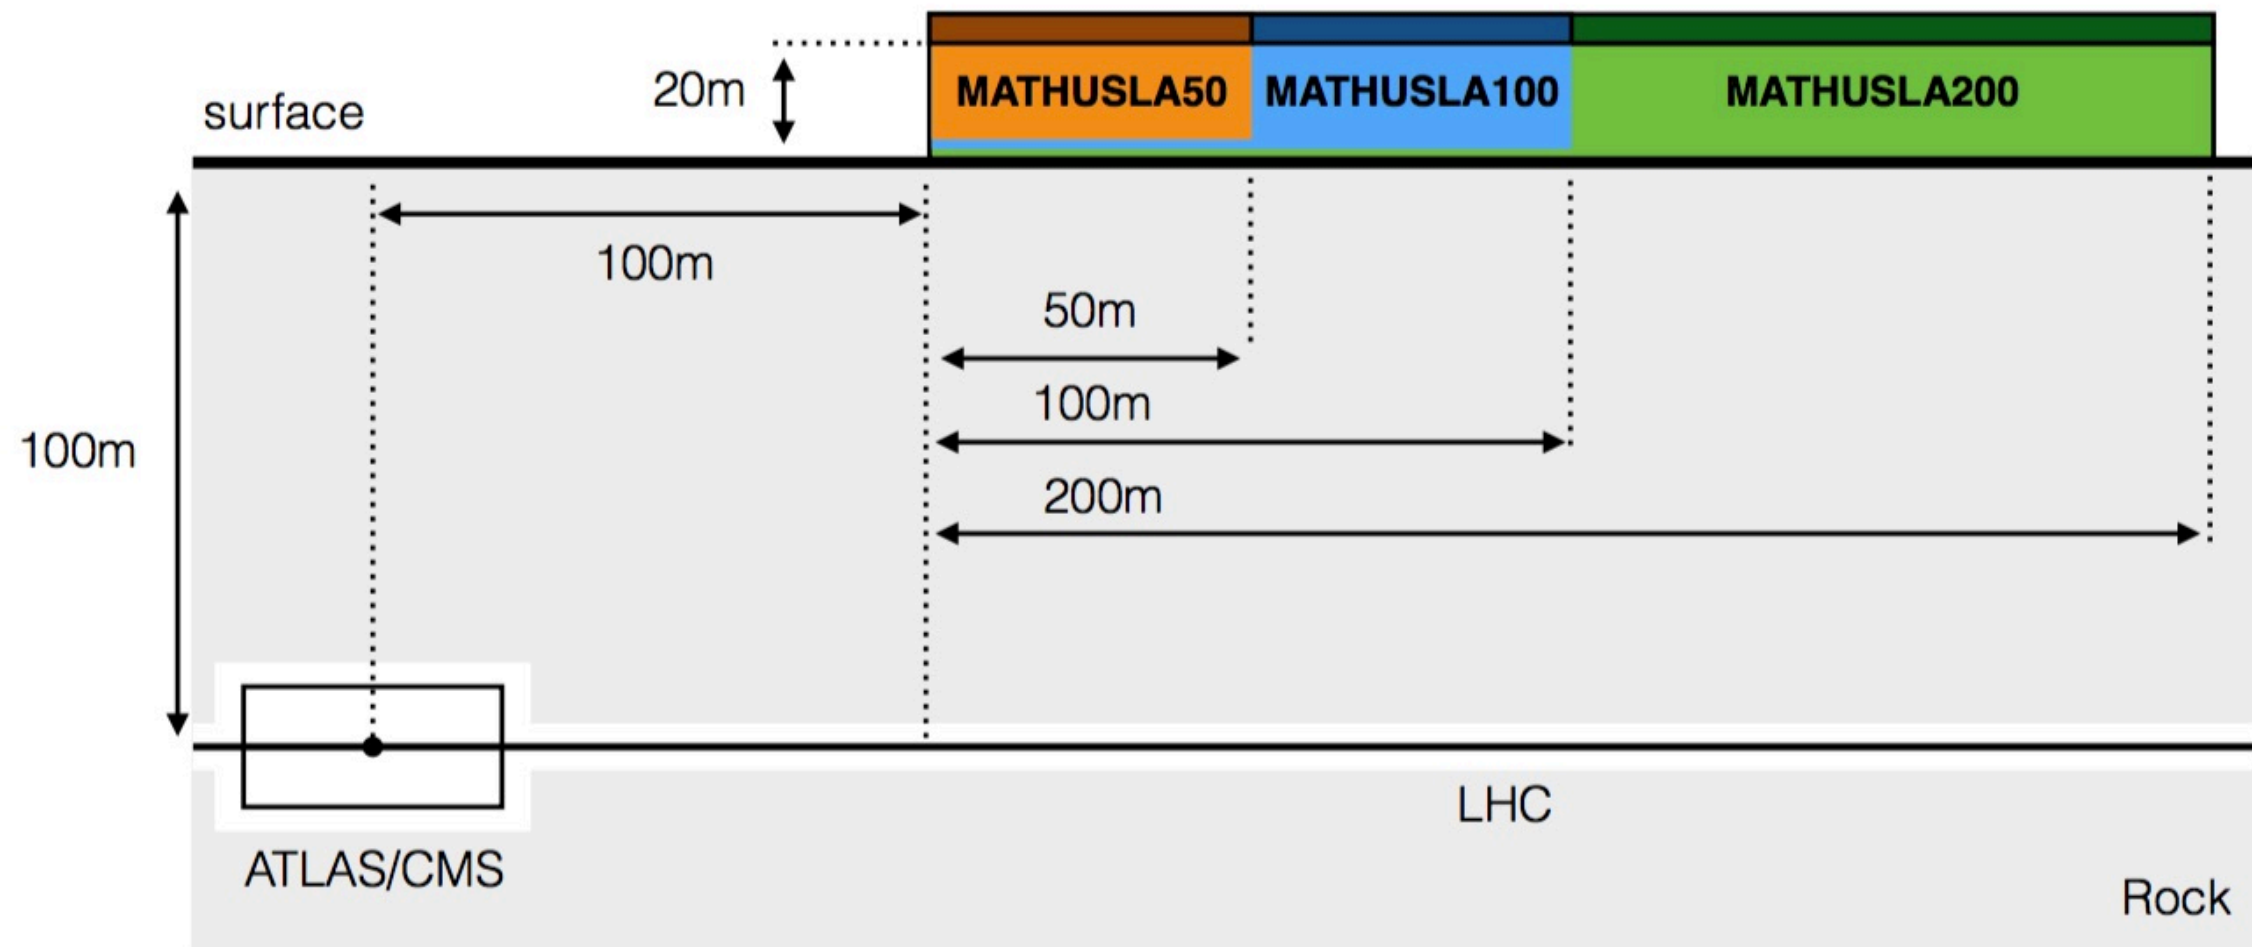 20m
MATHUSLA50
MATHUSLA100
MATHUSLA200
surface
100m
50m
100m
100m
200m
LHC
ATLAS/CMS
Rock